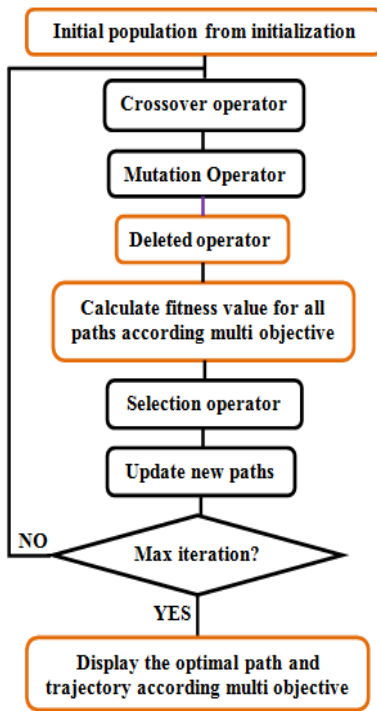 Initial population from initialization
Crossover operator
Mutation Operator
Deleted operator
Calculate fitness value for all
paths according multi objective
Selection operator
Update new paths
Max iteration?
NO
YES
Display the optimal path and
trajectory according multi objective